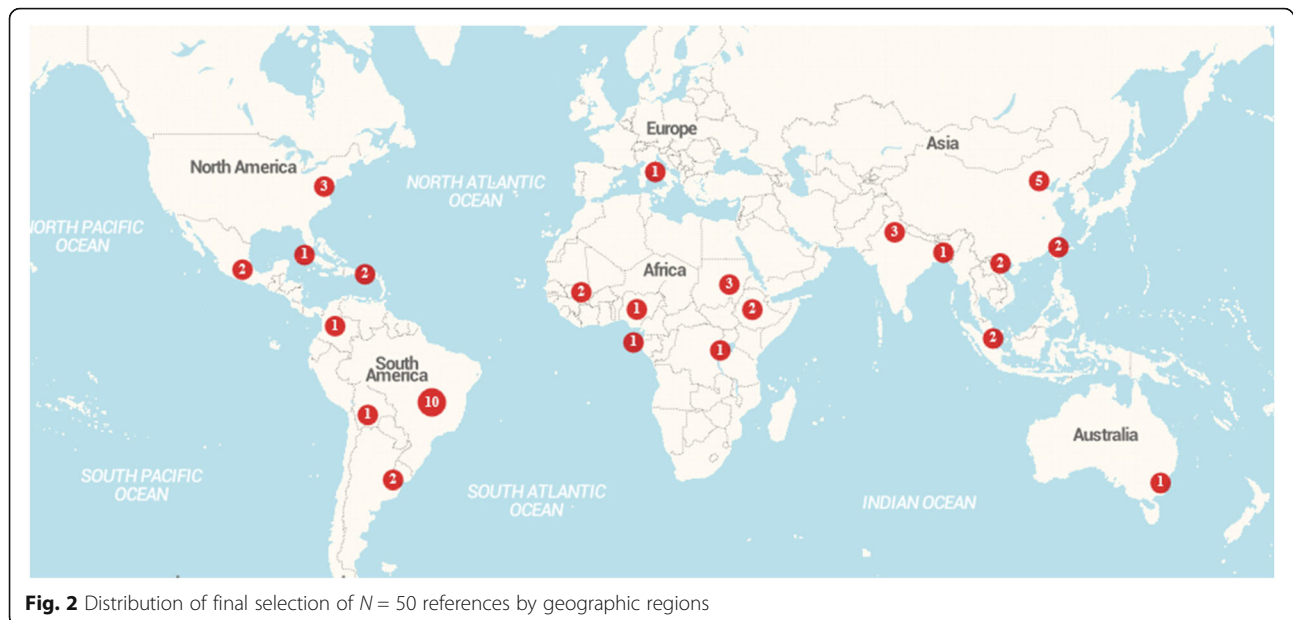 Europe
Asia
North America
NORTH ATLANTIC
OCEAN
1
5
3
NORTH PACIFIC
OCEAN
3
1
2
1
2
2
2
Africa
3
2
1
2
1
1
1
2
1
South
America
10
1
Australia
2
1
SOUTH PACIFIC
OCEAN
SOUTH ATLANTIC
OCEAN
INDIAN OCEAN
Fig. 2 Distribution of final selection of N = 50 references by geographic regions